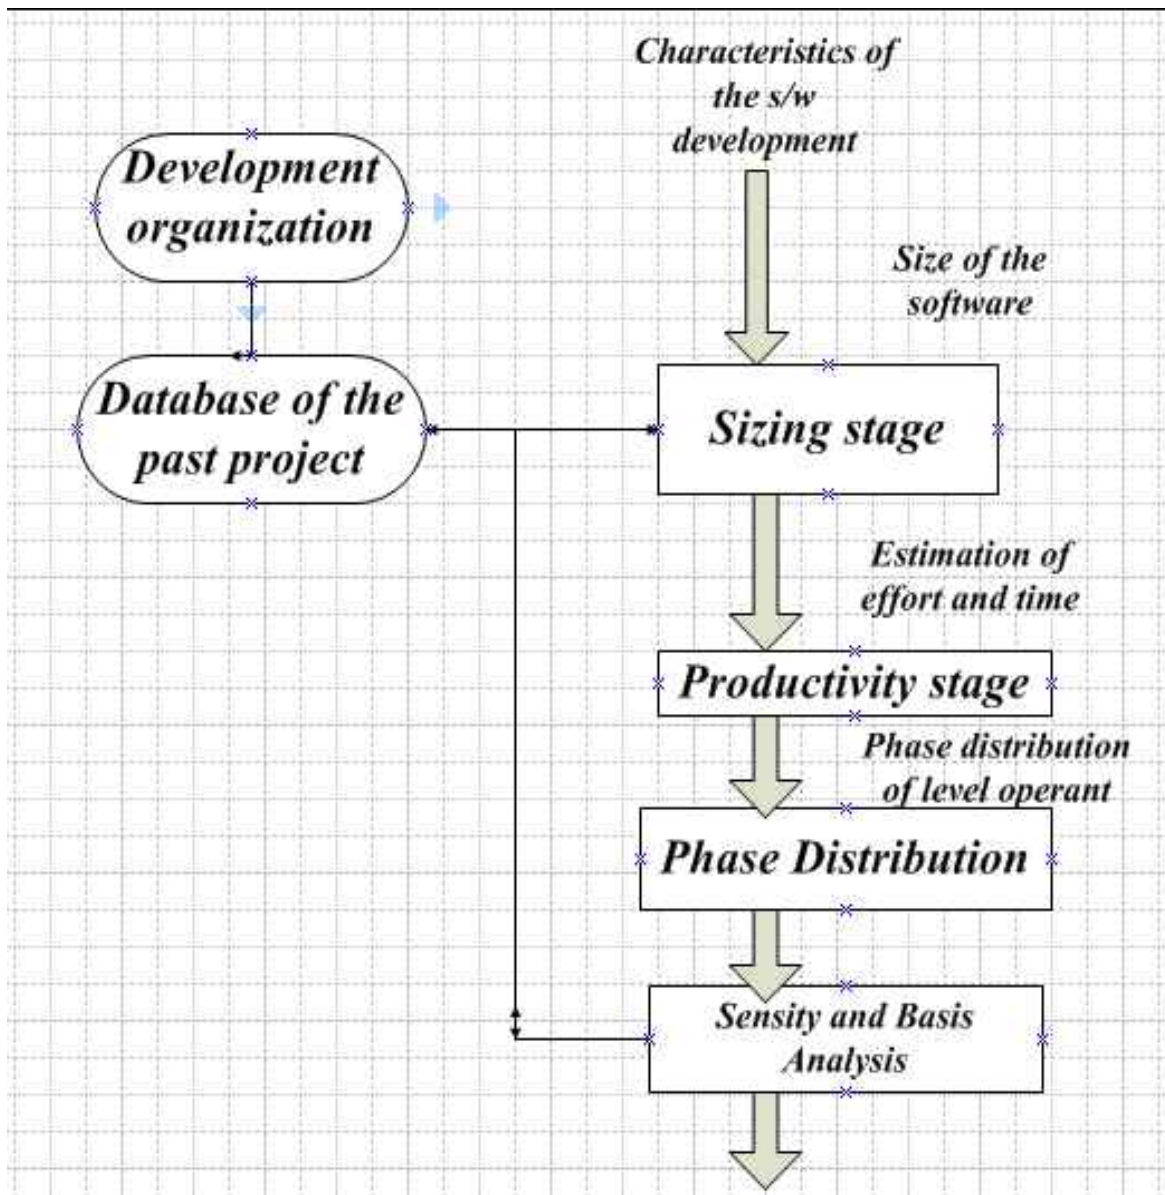 Characteristics of
the s/w
development
Development
organization
Size of the
software
Database of the
past project
Sizing stage
Estimation of
effort and time
Productivity stage
Phase distribution
of level operant
Phase Distribution
Sensity and Basis
Analysis